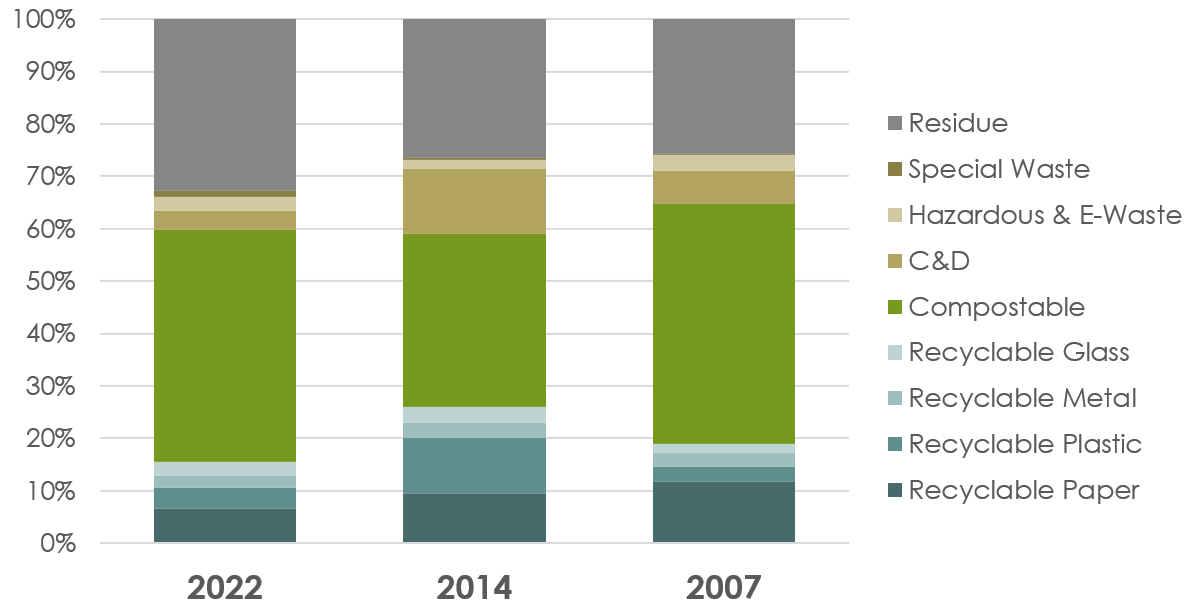 100%
90%
80%
70%
60%
50%
40%
30%
20%
10%
0%
2022
2014
2007
Residue
Special Waste
Hazardous & E-Waste
C&D
Compostable
Recyclable Glass
Recyclable Metal
Recyclable Plastic
Recyclable Paper